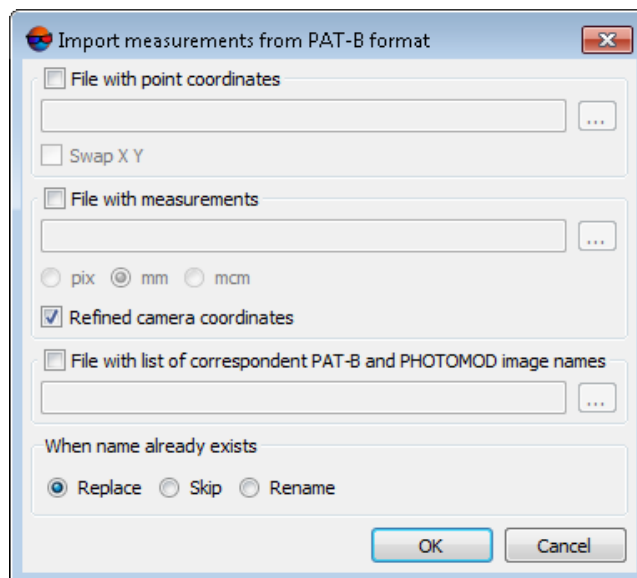 Import measurements from PAT-B format
File with point coordinates
...
Swap X Y
File with measurements
...
pix mm mcm
Refined camera coordinates
File with list of correspondent PAT-B and PHOTOMOD image names
...
When name already exists
Replace Skip Rename
OK Cancel